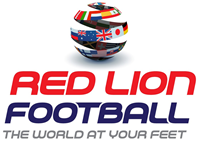 RED LION
FOOTBALL
THE WORLD AT YOUR FEET